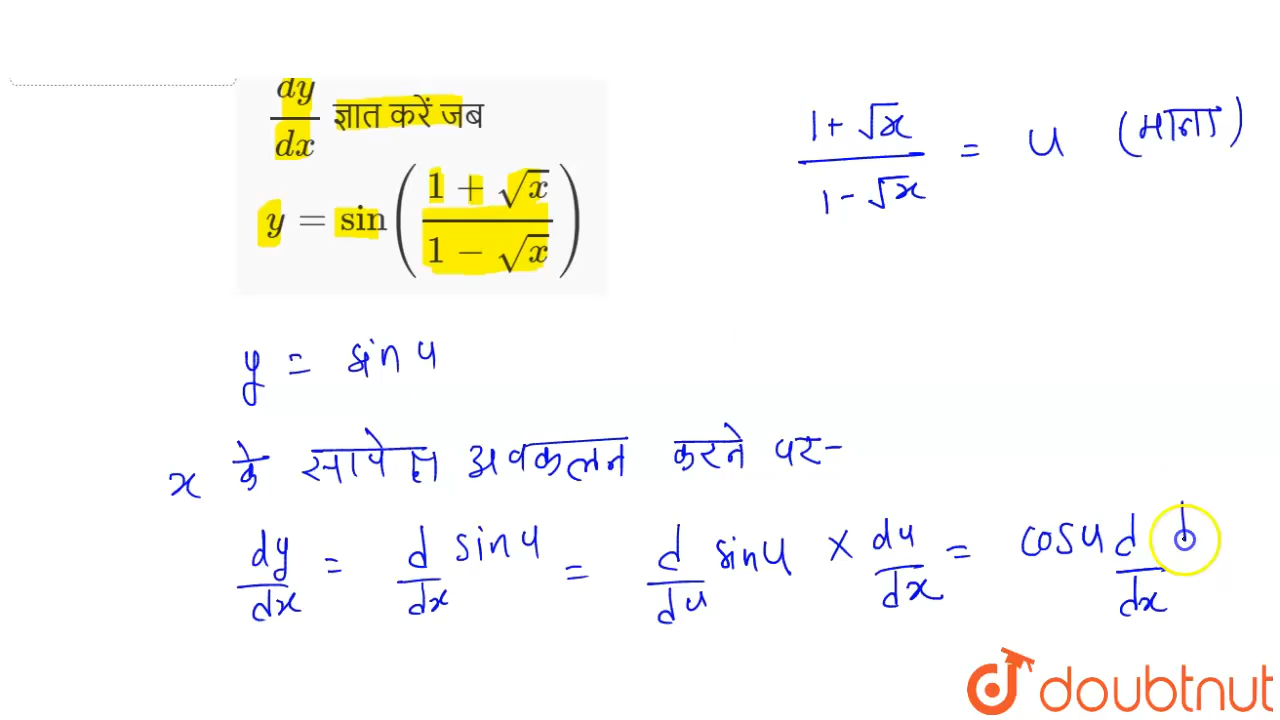 dy/dx ज्ञात करें जब
y = sin((1 + √x)/(1 − √x))
(1 + √x)/(1 - √x) = u (माना)
y = sin u
x के सापेक्ष अवकलन करने पर-
dy/dx = d/dx sin u = d/du sin u × du/dx = cos u d/dx
doubtnut